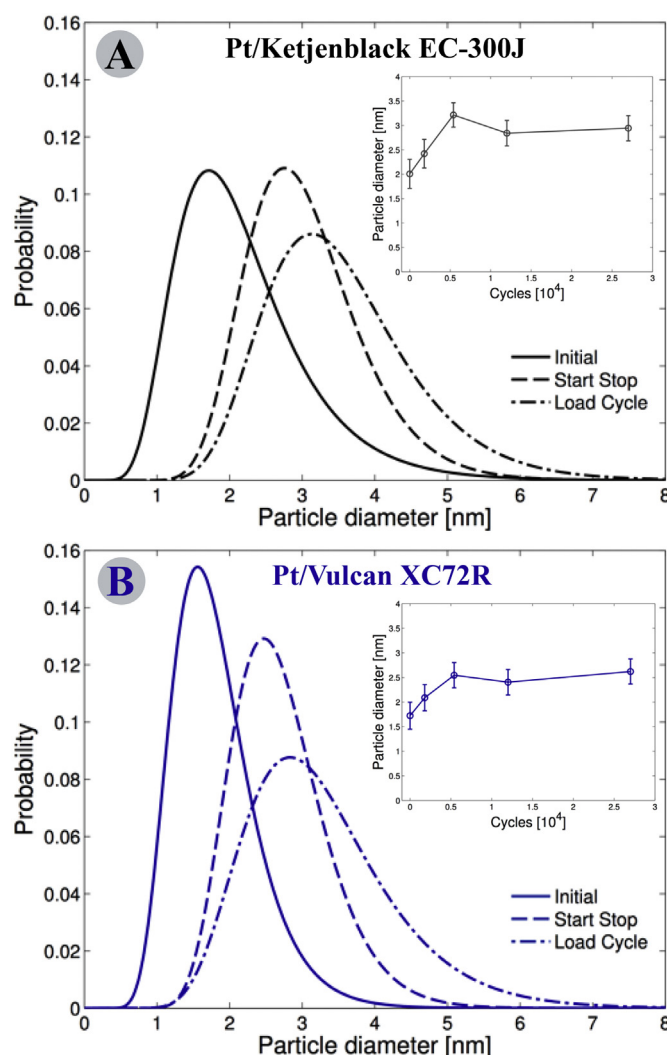 A
Pt/Ketjenblack EC-300J
0.16
0.14
0.12
0.1
0.08
0.06
0.04
0.02
0
Probability
0 1 2 3 4 5 6 7 8
Particle diameter [nm]
4
3.5
3
2.5
2
1.5
1
0.5
0
Particle diameter [nm]
0 0.5 1 1.5 2 2.5 3
Cycles [10⁴]
Initial
Start Stop
Load Cycle
B
Pt/Vulcan XC72R
0.16
0.14
0.12
0.1
0.08
0.06
0.04
0.02
0
Probability
0 1 2 3 4 5 6 7 8
Particle diameter [nm]
4
3.5
3
2.5
2
1.5
1
0.5
0
Particle diameter [nm]
0 0.5 1 1.5 2 2.5 3
Cycles [10⁴]
Initial
Start Stop
Load Cycle